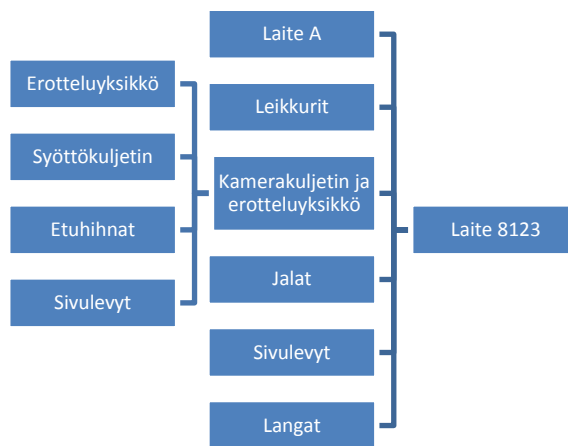 Laite A
Erotteluyksikkö
Leikkurit
Syöttökuljetin
Kamerakuljetin ja
erotteluyksikkö
Etuhihnat
Laite 8123
Jalat
Sivulevyt
Sivulevyt
Langat